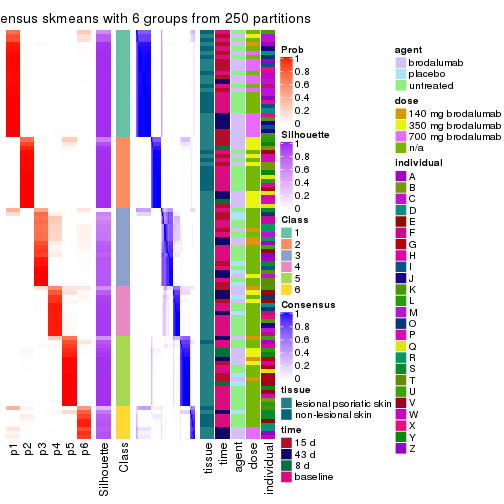 ensus skmeans with 6 groups from 250 partitions
Prob
1
0.8
0.6
0.4
0.2
0
Silhouette
1
0.8
0.6
0.4
0.2
0
Class
1
2
3
4
5
6
Consensus
1
0.8
0.6
0.4
0.2
0
tissue
lesional psoriatic skin
non-lesional skin
time
15 d
43 d
8 d
baseline
agent
brodalumab
placebo
untreated
dose
140 mg brodalumab
350 mg brodalumab
700 mg brodalumab
n/a
individual
A
B
C
D
E
F
G
H
I
J
K
L
M
O
P
Q
R
S
T
U
V
W
X
Y
Z
p1
p2
p3
p4
p5
p6
Silhouette
Class
tissue
time
agent
dose
individual